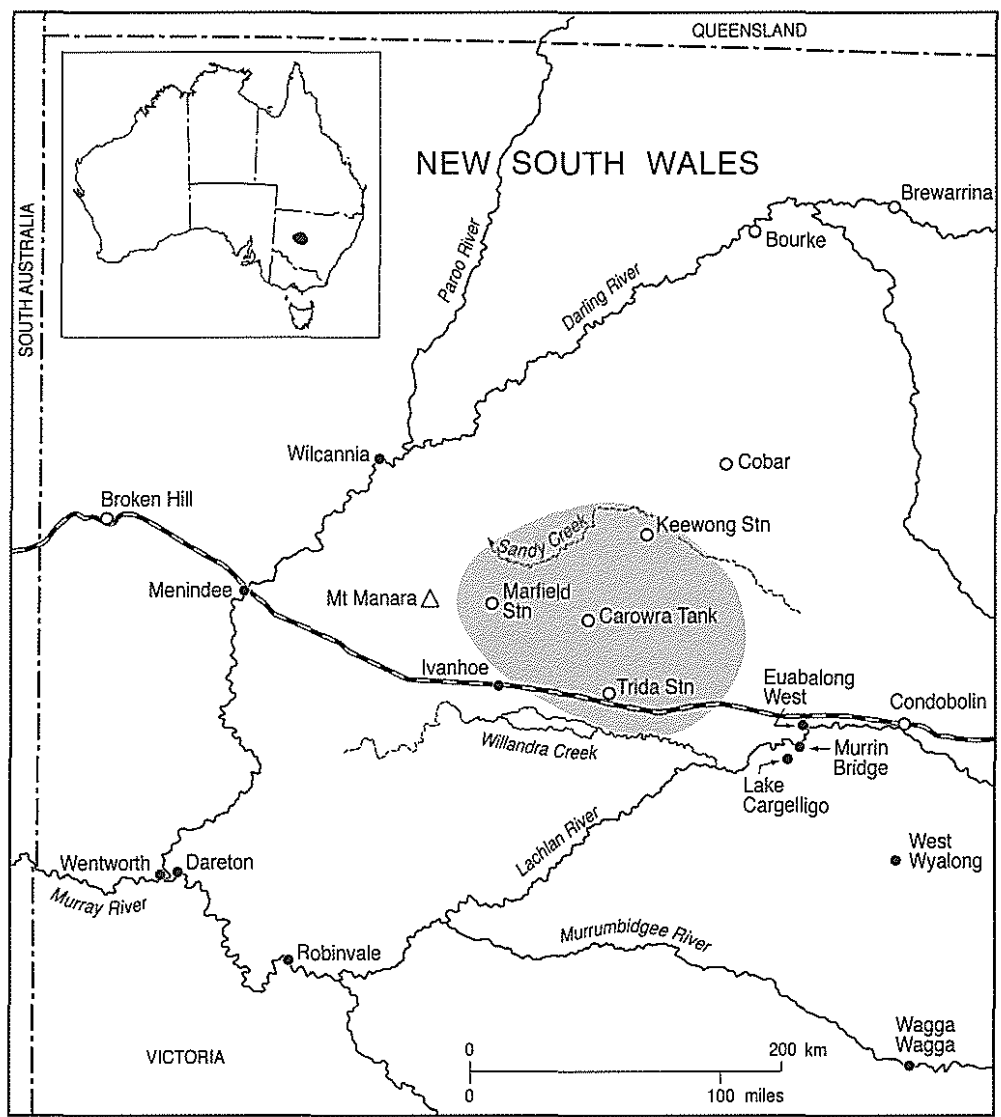 QUEENSLAND
NEW SOUTH WALES
SOUTH AUSTRALIA
Brewarrina
Bourke
Paroo River
Darling River
Wilcannia
Cobar
Broken Hill
Sandy Creek
Keewong Stn
Menindee
Mt Manara
Marfield
Stn
Carowra Tank
Ivanhoe
Trida Stn
Euabalong
West
Condobolin
Willandra Creek
Murrin
Bridge
Lake
Cargelligo
Lachlan River
West
Wyalong
Wentworth
Dareton
Murray River
Murrumbidgee River
Robinvale
Wagga
Wagga
VICTORIA
0 200 km
100 miles